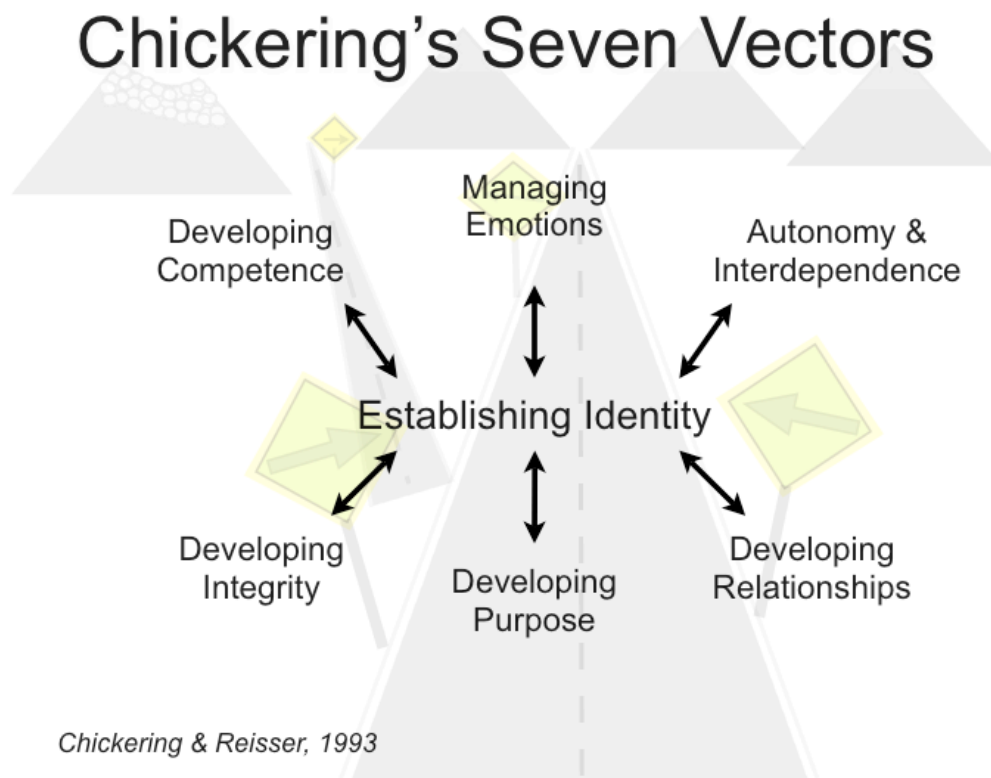 Chickering's Seven Vectors
Managing
Emotions
Developing
Competence
Autonomy &
Interdependence
Establishing Identity
Developing
Integrity
Developing
Purpose
Developing
Relationships
Chickering & Reisser, 1993